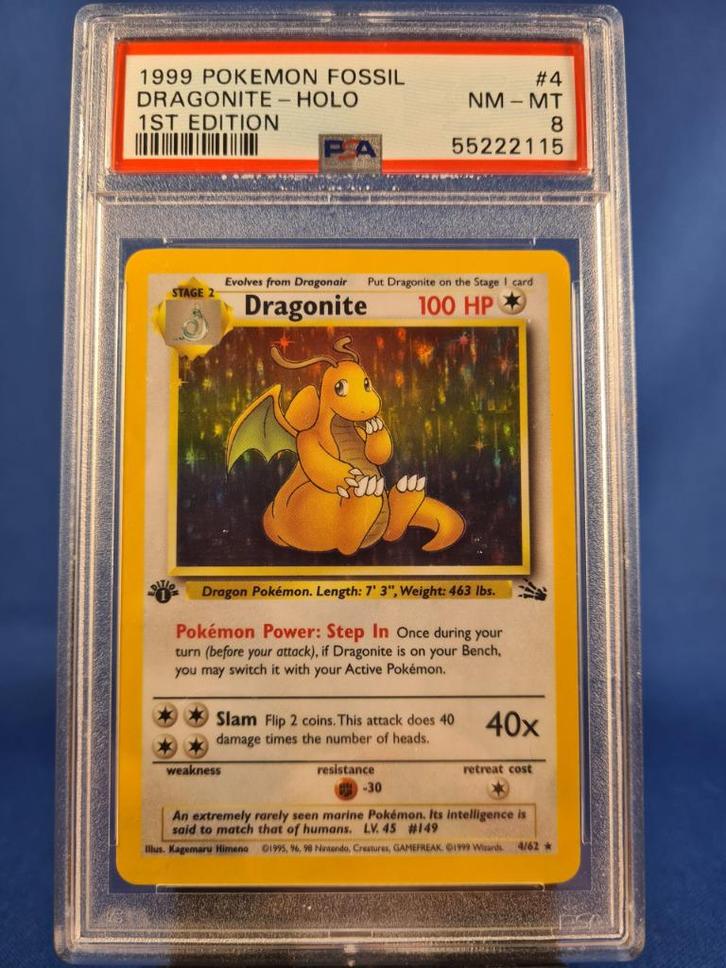 1999 POKEMON FOSSIL #4
DRAGONITE-HOLO NM-MT
1ST EDITION 8
PSA 55222115
Evolves from Dragonair Put Dragonite on the Stage 1 card
STAGE 2
Dragonite 100 HP
EDITION 1
Dragon Pokémon. Length: 7' 3", Weight: 463 lbs.
Pokémon Power: Step In Once during your
turn (before your attack), if Dragonite is on your Bench,
you may switch it with your Active Pokémon.
Slam Flip 2 coins. This attack does 40
damage times the number of heads.
40x
weakness resistance retreat cost
-30
An extremely rarely seen marine Pokémon. Its intelligence is
said to match that of humans. LV. 45 #149
Illus. Kagemaru Himeno ©1995, 96, 98 Nintendo, Creatures, GAMEFREAK. ©1999 Wizards. 4/62 ★